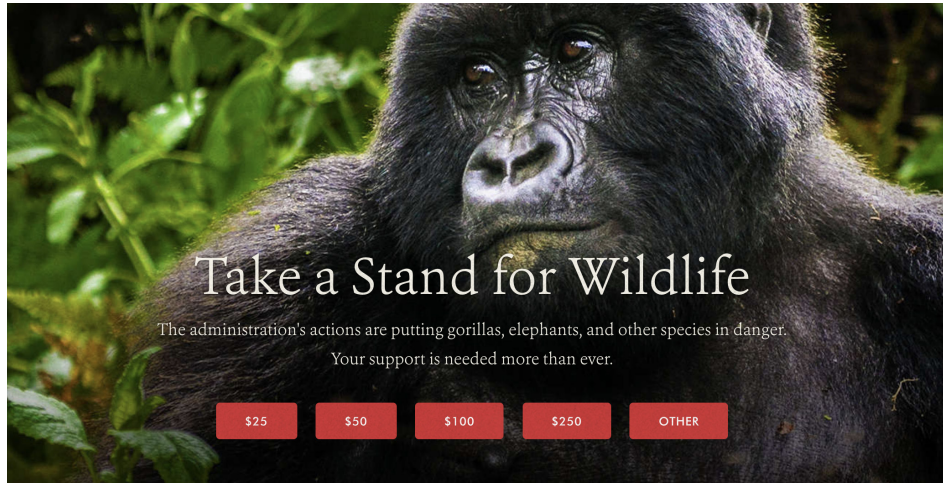 Take a Stand for Wildlife
The administration's actions are putting gorillas, elephants, and other species in danger.
Your support is needed more than ever.
$25 $50 $100 $250 OTHER